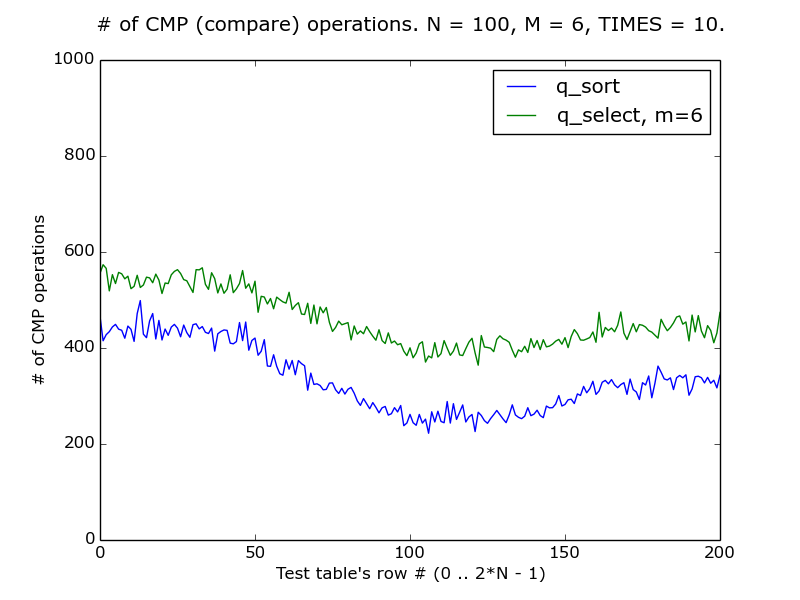 # of CMP (compare) operations. N = 100, M = 6, TIMES = 10.
1000
q_sort
q_select, m=6
800
600
# of CMP operations
400
200
0
0 50 100 150 200
Test table's row # (0 .. 2*N - 1)